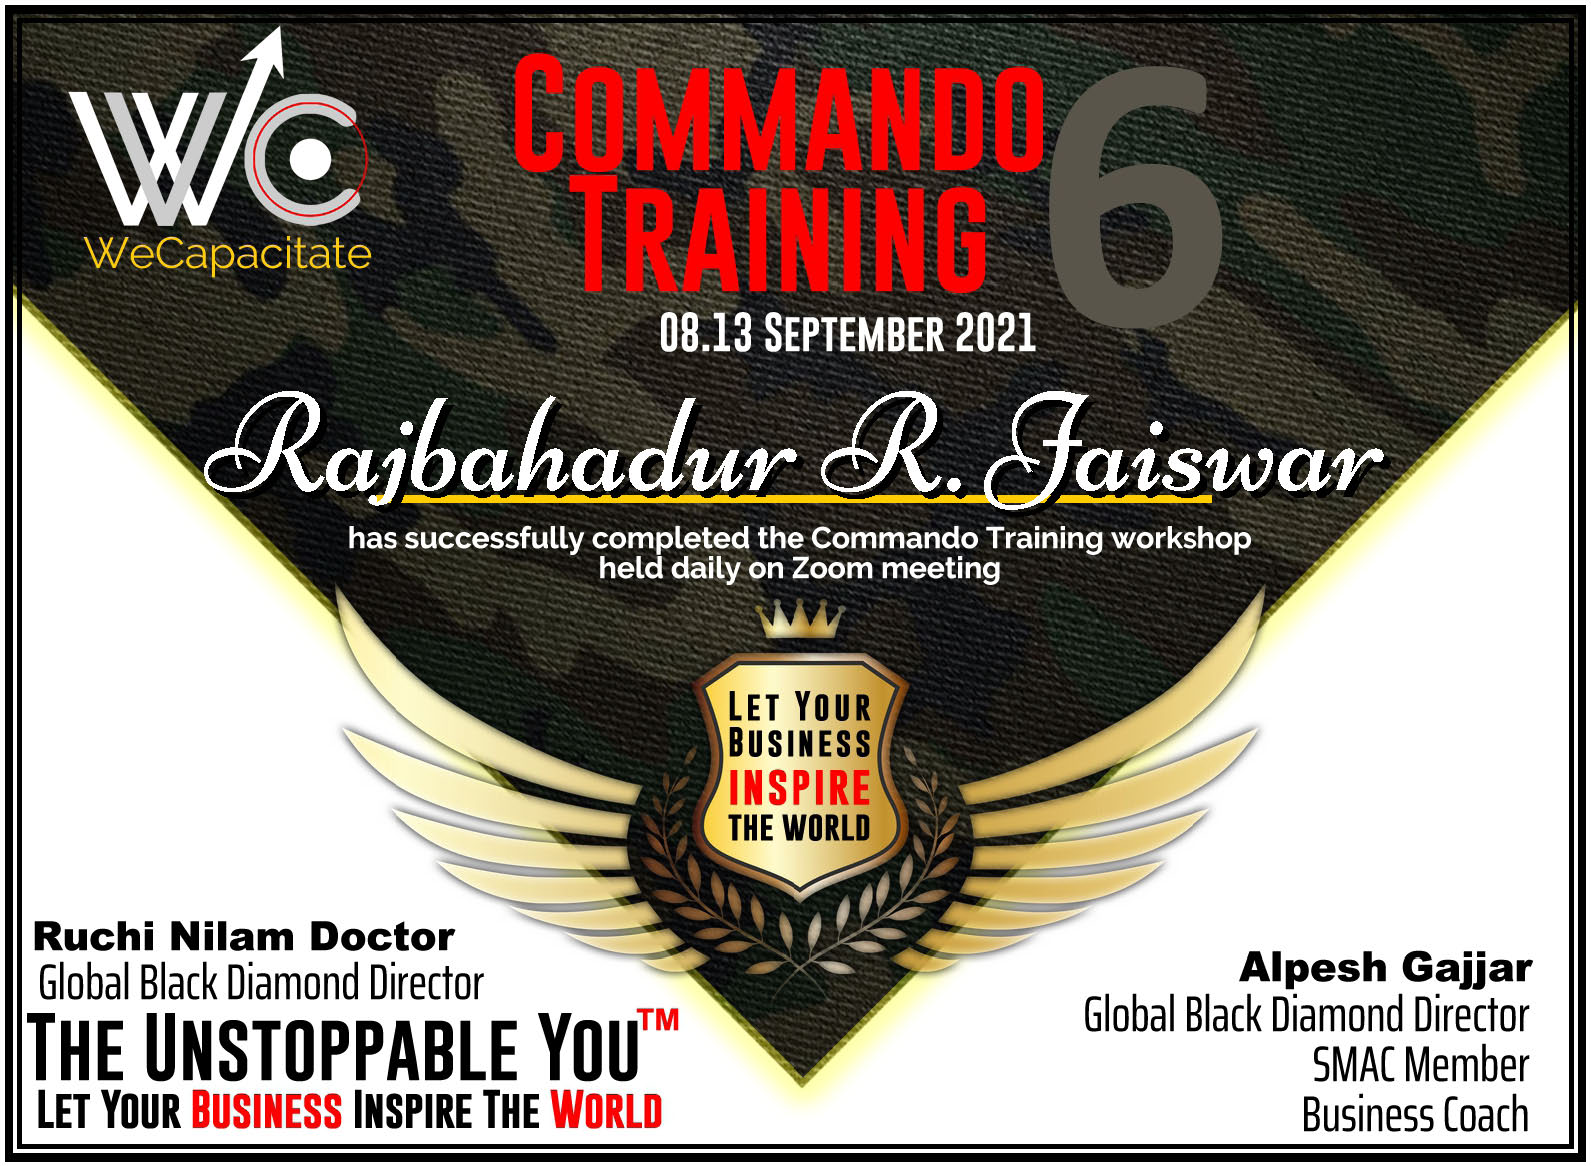 WC
WeCapacitate
COMMANDO
TRAINING
6
08.13 SEPTEMBER 2021
Rajbahadur R. Jaiswar
has successfully completed the Commando Training workshop
held daily on Zoom meeting
LET YOUR
BUSINESS
INSPIRE
THE WORLD
Ruchi Nilam Doctor
Global Black Diamond Director
THE UNSTOPPABLE YOU™
LET YOUR BUSINESS INSPIRE THE WORLD
Alpesh Gajjar
Global Black Diamond Director
SMAC Member
Business Coach